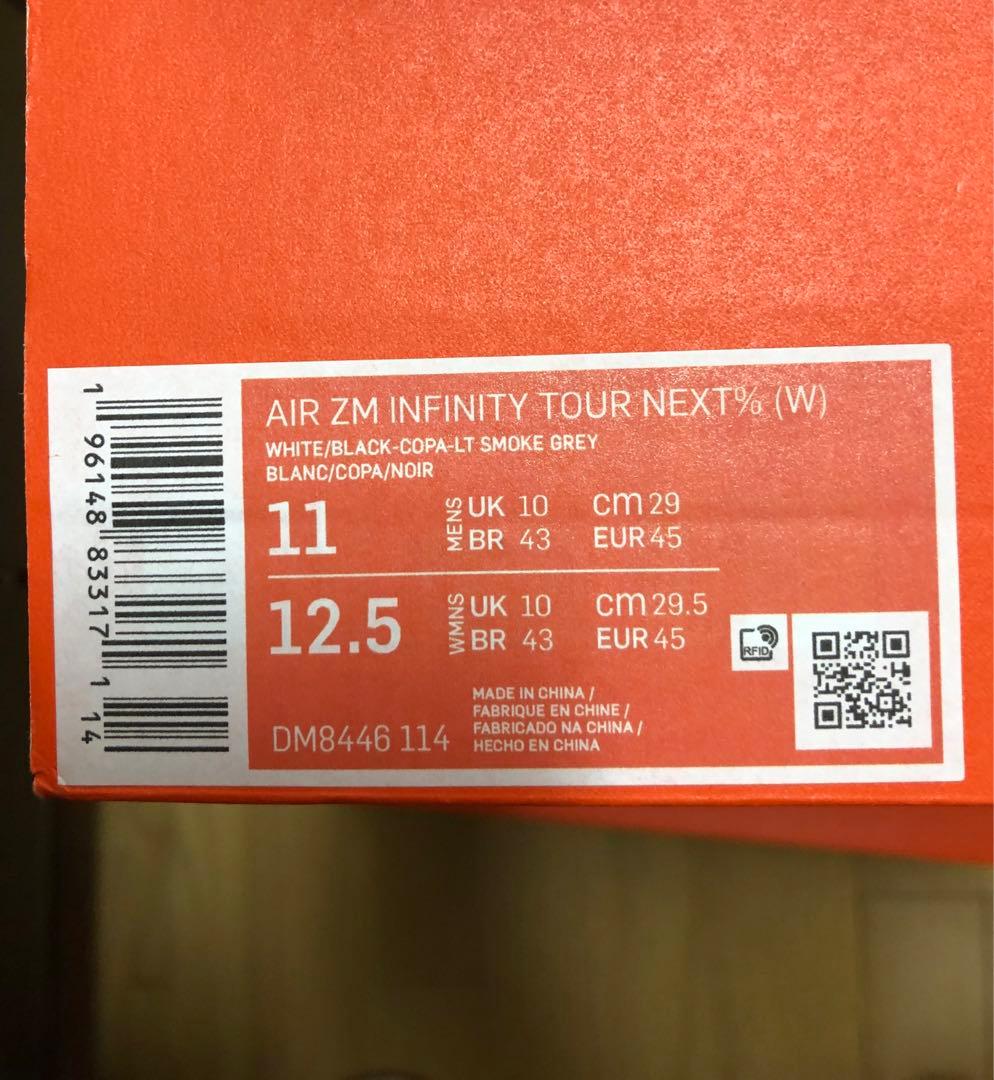 AIR ZM INFINITY TOUR NEXT% (W)
WHITE/BLACK-COPA-LT SMOKE GREY
BLANC/COPA/NOIR
11 MENS UK 10 cm 29
BR 43 EUR 45
12.5 WMNS UK 10 cm 29.5
BR 43 EUR 45
RFID
MADE IN CHINA /
FABRIQUE EN CHINE /
FABRICADO NA CHINA /
HECHO EN CHINA
DM8446 114
1 96148 83317 1 14